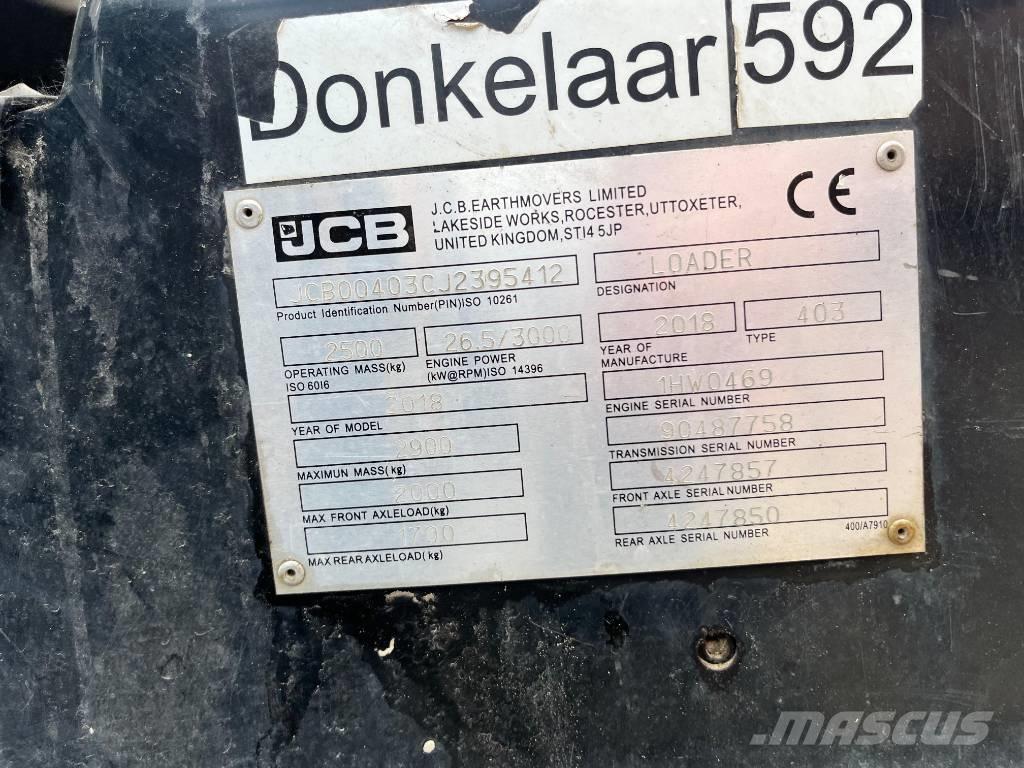 Donkelaar 592
JCB
J.C.B.EARTHMOVERS LIMITED
LAKESIDE WORKS,ROCESTER,UTTOXETER,
UNITED KINGDOM,ST14 5JP
CE
JCB00403CJ2395412
Product Identification Number(PIN)ISO 10261
LOADER
DESIGNATION
2500
OPERATING MASS(kg)
ISO 6016
26.5/3000
ENGINE POWER
(kW@RPM)ISO 14396
2018
YEAR OF
MANUFACTURE
403
TYPE
2018
YEAR OF MODEL
1HW0469
ENGINE SERIAL NUMBER
2900
MAXIMUN MASS(kg)
90487758
TRANSMISSION SERIAL NUMBER
2000
MAX FRONT AXLELOAD(kg)
4247857
FRONT AXLE SERIAL NUMBER
1700
MAX REAR AXLELOAD(kg)
4247850
REAR AXLE SERIAL NUMBER
400/A7910
MASCUS